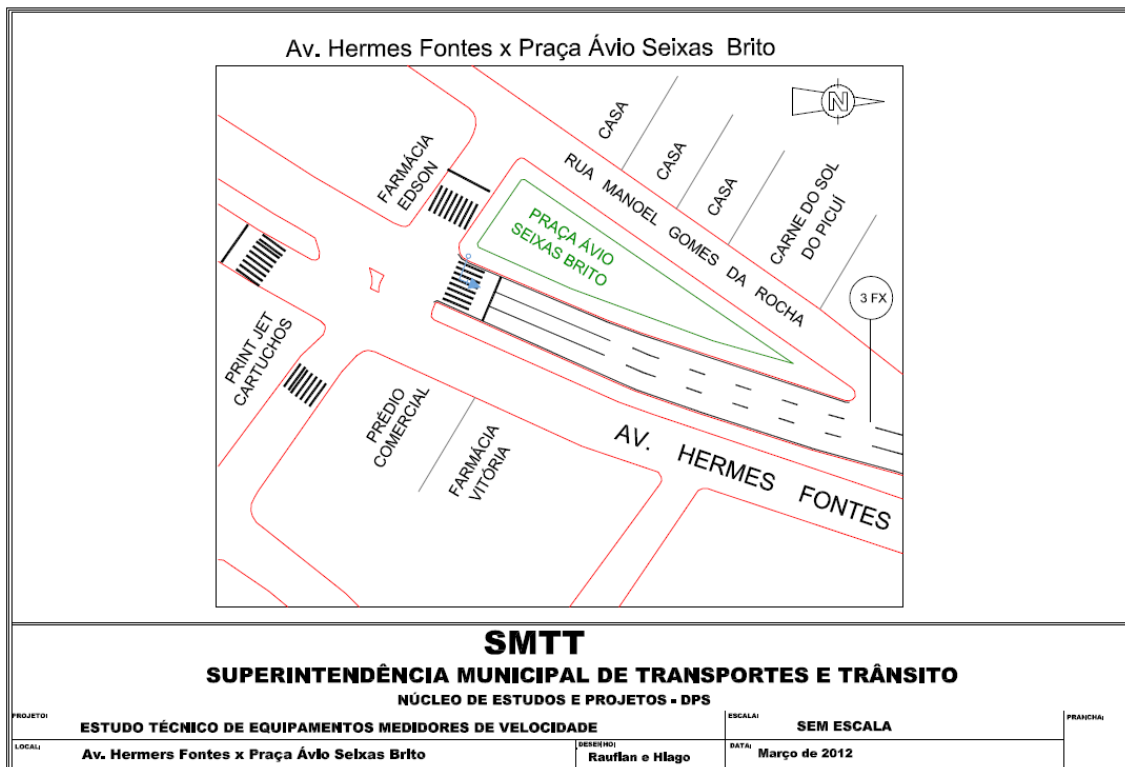 Av. Hermes Fontes x Praça Ávio Seixas Brito
N
CASA
CASA
CASA
CARNE DO SOL
DO PICUÍ
RUA MANOEL GOMES DA ROCHA
FARMÁCIA
EDSON
PRAÇA ÁVIO
SEIXAS BRITO
3 FX
PRINT JET
CARTUCHOS
PRÉDIO
COMERCIAL
FARMÁCIA
VITÓRIA
AV. HERMES FONTES
SMTT
SUPERINTENDÊNCIA MUNICIPAL DE TRANSPORTES E TRÂNSITO
NÚCLEO DE ESTUDOS E PROJETOS - DPS
PROJETO:
ESTUDO TÉCNICO DE EQUIPAMENTOS MEDIDORES DE VELOCIDADE
ESCALA:
SEM ESCALA
PRANCHA:
LOCAL:
Av. Hermers Fontes x Praça Ávio Seixas Brito
DESENHO:
Rauflan e Hiago
DATA:
Março de 2012